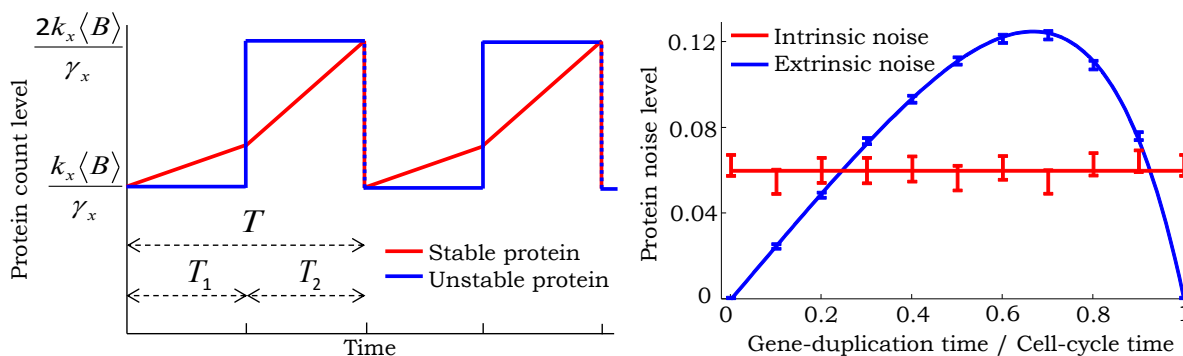 Protein count level
2k_x⟨B⟩
γ_x
k_x⟨B⟩
γ_x
T
T_1
T_2
Stable protein
Unstable protein
Time
Protein noise level
0.12
0.08
0.04
0
Intrinsic noise
Extrinsic noise
0 0.2 0.4 0.6 0.8 1
Gene-duplication time / Cell-cycle time